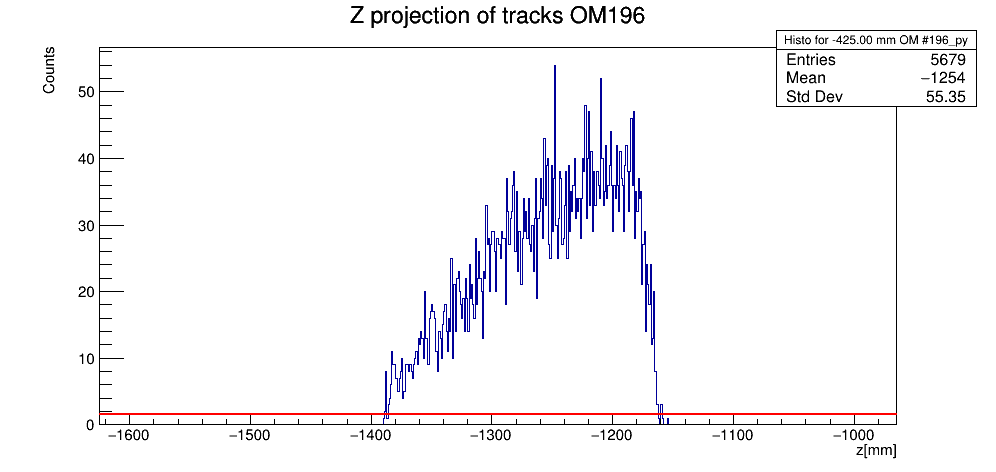 Z projection of tracks OM196
Histo for -425.00 mm OM #196_py
Entries 5679
Mean −1254
Std Dev 55.35
Counts
50
40
30
20
10
0
−1600 −1500 −1400 −1300 −1200 −1100 −1000
z[mm]